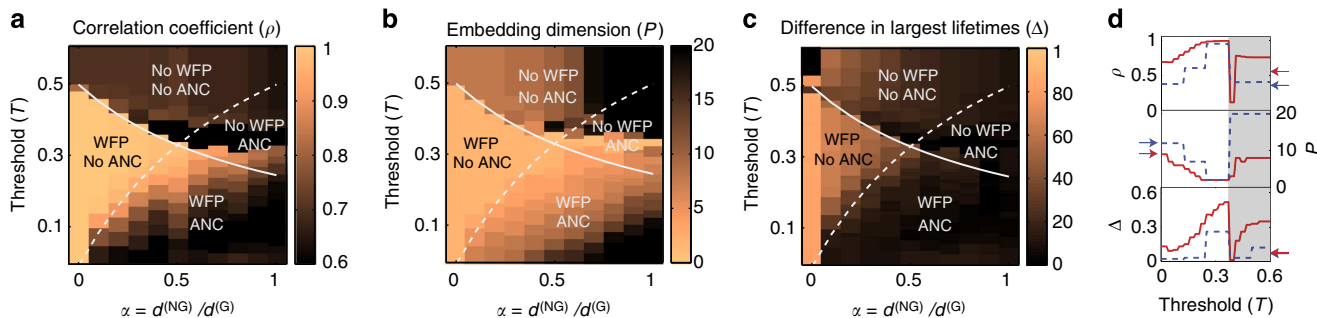 a
Correlation coefficient (ρ)
Threshold (T)
0.5
0.3
0.1
0
0.5
1
α = d(NG) /d(G)
No WFP
No ANC
WFP
No ANC
No WFP
ANC
WFP
ANC
1
0.9
0.8
0.7
0.6
b
Embedding dimension (P)
Threshold (T)
0.5
0.3
0.1
0
0.5
1
α = d(NG) /d(G)
No WFP
No ANC
WFP
No ANC
No WFP
ANC
WFP
ANC
20
15
10
5
0
c
Difference in largest lifetimes (Δ)
Threshold (T)
0.5
0.3
0.1
0
0.5
1
α = d(NG) /d(G)
No WFP
No ANC
WFP
No ANC
No WFP
ANC
WFP
ANC
1
80
60
40
20
0
d
ρ
1
0.5
0
P
20
10
0
Δ
0.6
0.3
0
0
0.3
0.6
Threshold (T)